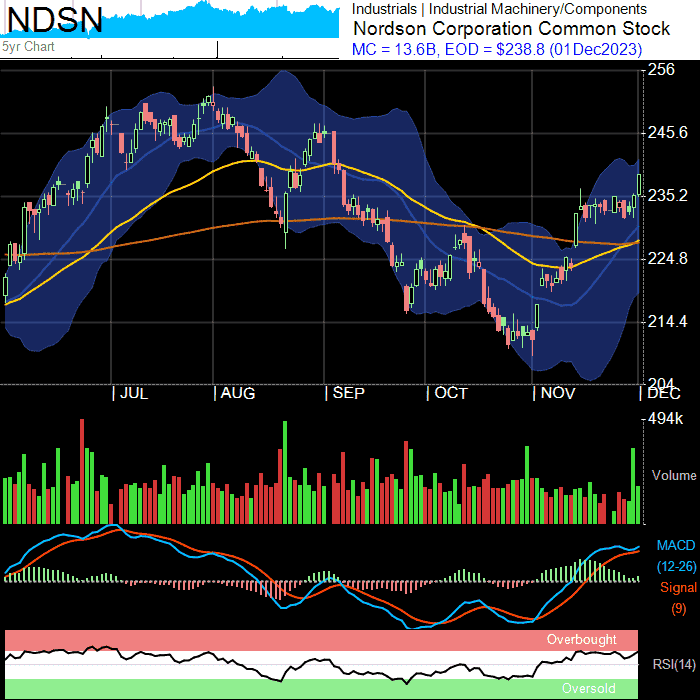 NDSN
5yr Chart
Industrials | Industrial Machinery/Components
Nordson Corporation Common Stock
MC = 13.6B, EOD = $238.8 (01Dec2023)
256
245.6
235.2
224.8
214.4
204
| JUL | AUG | SEP | OCT | NOV | DEC
494k
Volume
MACD
(12-26)
Signal
(9)
Overbought
RSI(14)
Oversold